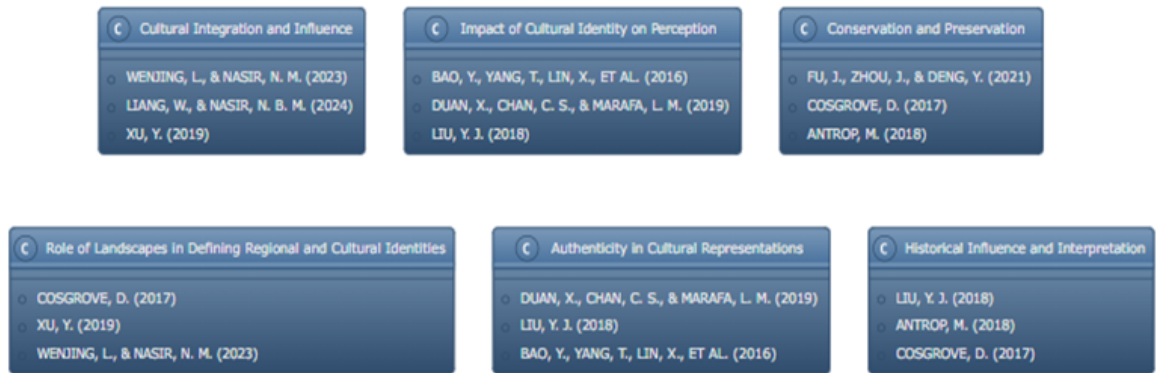 C Cultural Integration and Influence
WENJING, L., & NASIR, N. M. (2023)
LIANG, W., & NASIR, N. B. M. (2024)
XU, Y. (2019)
C Impact of Cultural Identity on Perception
BAO, Y., YANG, T., LIN, X., ET AL. (2016)
DUAN, X., CHAN, C. S., & MARAFA, L. M. (2019)
LIU, Y. J. (2018)
C Conservation and Preservation
FU, J., ZHOU, J., & DENG, Y. (2021)
COSGROVE, D. (2017)
ANTROP, M. (2018)
C Role of Landscapes in Defining Regional and Cultural Identities
COSGROVE, D. (2017)
XU, Y. (2019)
WENJING, L., & NASIR, N. M. (2023)
C Authenticity in Cultural Representations
DUAN, X., CHAN, C. S., & MARAFA, L. M. (2019)
LIU, Y. J. (2018)
BAO, Y., YANG, T., LIN, X., ET AL. (2016)
C Historical Influence and Interpretation
LIU, Y. J. (2018)
ANTROP, M. (2018)
COSGROVE, D. (2017)